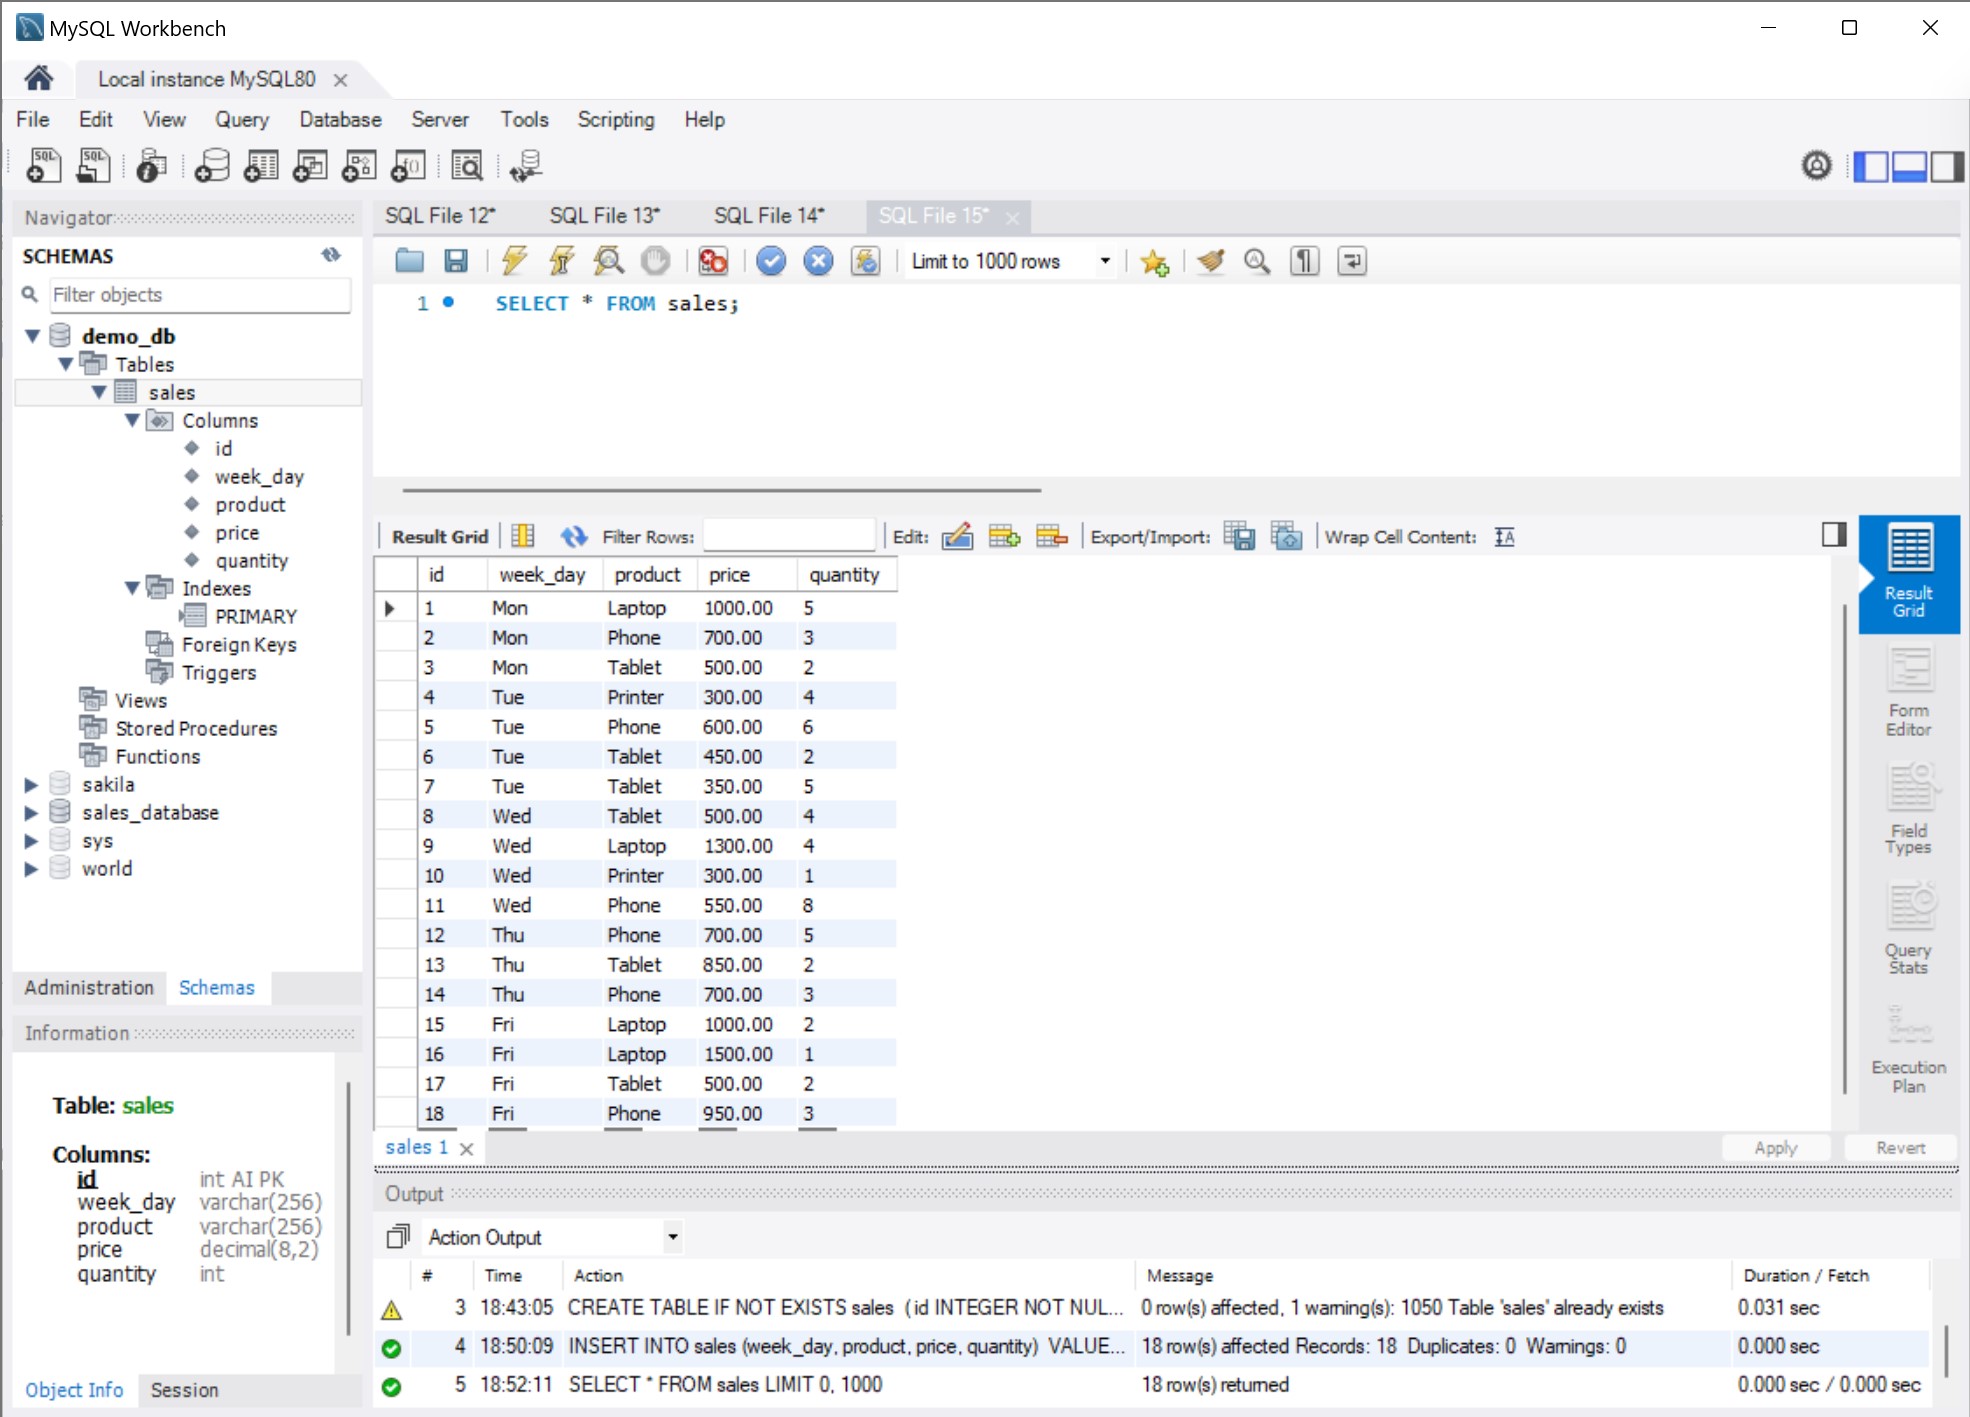 MySQL Workbench
Local instance MySQL80
File Edit View Query Database Server Tools Scripting Help
Navigator
SCHEMAS
Filter objects
demo_db
Tables
sales
Columns
id
week_day
product
price
quantity
Indexes
PRIMARY
Foreign Keys
Triggers
Views
Stored Procedures
Functions
sakila
sales_database
sys
world
Administration Schemas
Information
Table: sales
Columns:
id int AI PK
week_day varchar(256)
product varchar(256)
price decimal(8,2)
quantity int
Object Info Session
SQL File 12* SQL File 13* SQL File 14* SQL File 15*
Limit to 1000 rows
1 SELECT * FROM sales;
Result Grid Filter Rows: Edit: Export/Import: Wrap Cell Content:
id week_day product price quantity
1 Mon Laptop 1000.00 5
2 Mon Phone 700.00 3
3 Mon Tablet 500.00 2
4 Tue Printer 300.00 4
5 Tue Phone 600.00 6
6 Tue Tablet 450.00 2
7 Tue Tablet 350.00 5
8 Wed Tablet 500.00 4
9 Wed Laptop 1300.00 4
10 Wed Printer 300.00 1
11 Wed Phone 550.00 8
12 Thu Phone 700.00 5
13 Thu Tablet 850.00 2
14 Thu Phone 700.00 3
15 Fri Laptop 1000.00 2
16 Fri Laptop 1500.00 1
17 Fri Tablet 500.00 2
18 Fri Phone 950.00 3
Result
Grid
Form
Editor
Field
Types
Query
Stats
Execution
Plan
sales 1
Apply Revert
Output
Action Output
# Time Action Message Duration / Fetch
3 18:43:05 CREATE TABLE IF NOT EXISTS sales ( id INTEGER NOT NUL... 0 row(s) affected, 1 warning(s): 1050 Table 'sales' already exists 0.031 sec
4 18:50:09 INSERT INTO sales (week_day, product, price, quantity) VALUE... 18 row(s) affected Records: 18 Duplicates: 0 Warnings: 0 0.000 sec
5 18:52:11 SELECT * FROM sales LIMIT 0, 1000 18 row(s) returned 0.000 sec / 0.000 sec